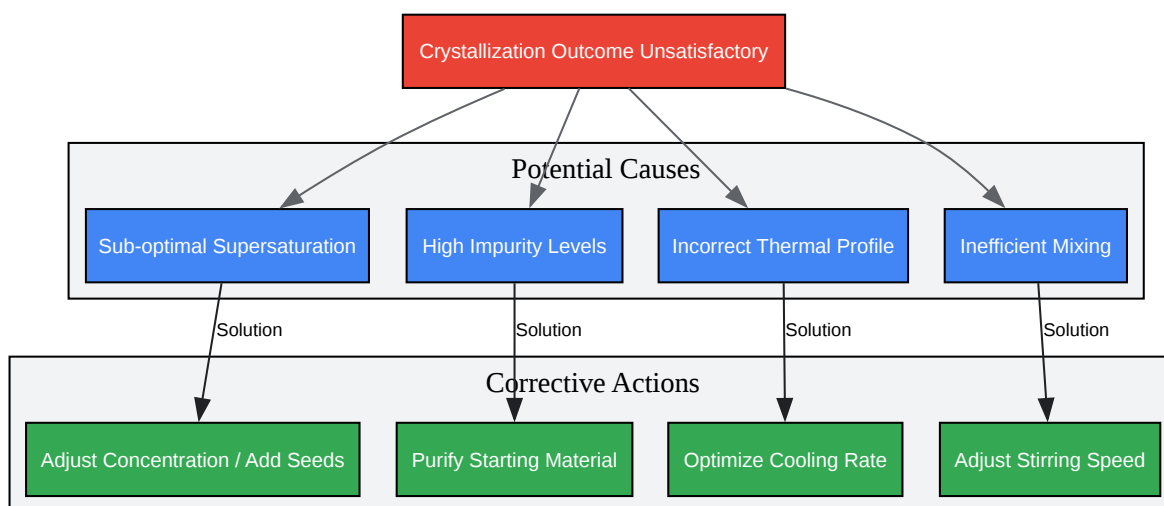 Crystallization Outcome Unsatisfactory
Potential Causes
Sub-optimal Supersaturation
High Impurity Levels
Incorrect Thermal Profile
Inefficient Mixing
Solution
Solution
Solution
Solution
Corrective Actions
Adjust Concentration / Add Seeds
Purify Starting Material
Optimize Cooling Rate
Adjust Stirring Speed